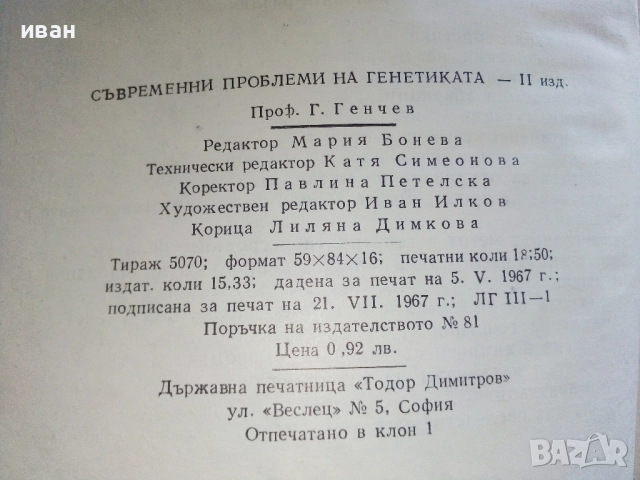 иван
СЪВРЕМЕННИ ПРОБЛЕМИ НА ГЕНЕТИКАТА — II изд.
Проф. Г. Генчев
Редактор Мария Бонева
Технически редактор Катя Симеонова
Коректор Павлина Петелска
Художествен редактор Иван Илков
Корица Лиляна Димкова
Тираж 5070; формат 59×84×16; печатни коли 18;50;
издат. коли 15,33; дадена за печат на 5. V. 1967 г.;
подписана за печат на 21. VII. 1967 г.; ЛГ III—1
Поръчка на издателството № 81
Цена 0,92 лв.
Държавна печатница «Тодор Димитров»
ул. «Веслец» № 5, София
Отпечатано в клон 1
BAZAR
bg